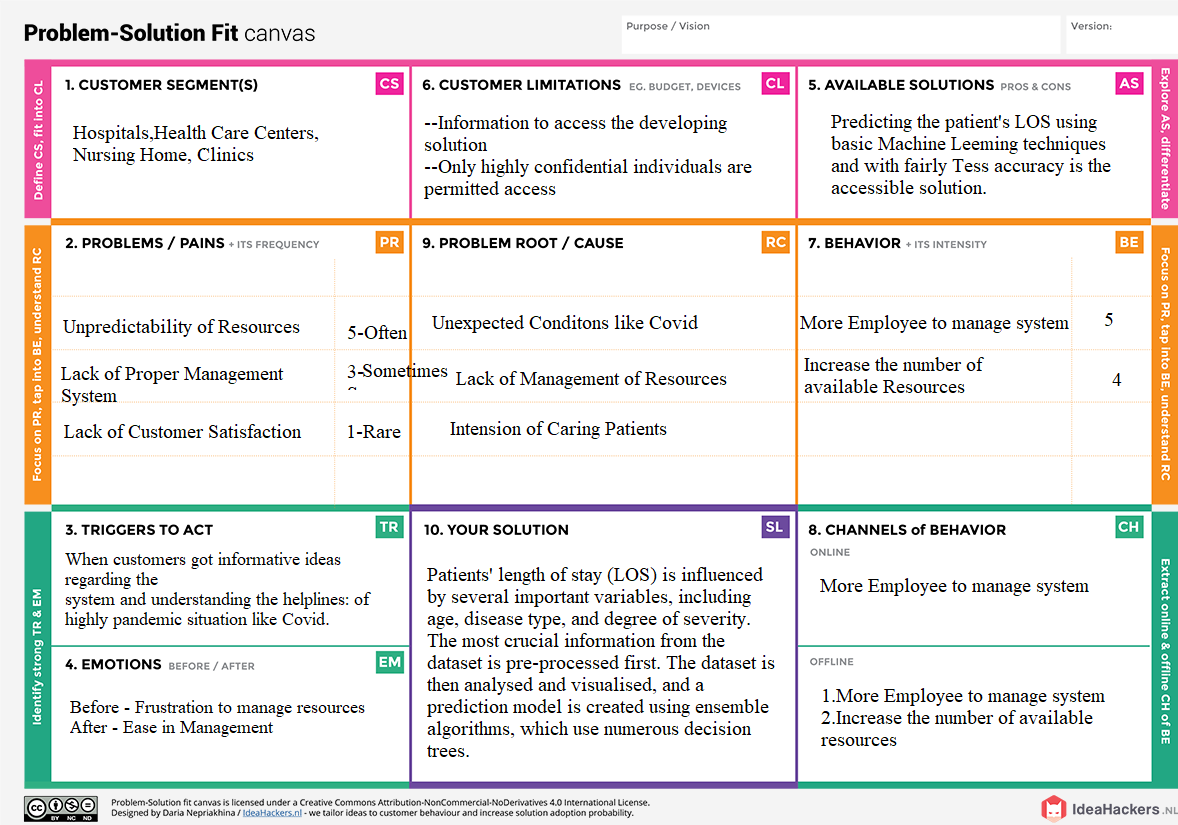 Problem-Solution Fit canvas
Purpose / Vision
Version:
Define CS, fit into CL
1. CUSTOMER SEGMENT(S)
CS
Hospitals,Health Care Centers,
Nursing Home, Clinics
6. CUSTOMER LIMITATIONS EG. BUDGET, DEVICES
CL
--Information to access the developing
solution
--Only highly confidential individuals are
permitted access
5. AVAILABLE SOLUTIONS PROS & CONS
AS
Predicting the patient's LOS using
basic Machine Leeming techniques
and with fairly Tess accuracy is the
accessible solution.
Explore AS, differentiate
Focus on PR, tap into BE, understand RC
2. PROBLEMS / PAINS + ITS FREQUENCY
PR
Unpredictability of Resources
5-Often
Lack of Proper Management
System
3-Sometimes
Lack of Customer Satisfaction
1-Rare
9. PROBLEM ROOT / CAUSE
RC
Unexpected Conditons like Covid
Lack of Management of Resources
Intension of Caring Patients
7. BEHAVIOR + ITS INTENSITY
BE
More Employee to manage system
5
Increase the number of
available Resources
4
Focus on PR, tap into BE, understand RC
Identify strong TR & EM
3. TRIGGERS TO ACT
TR
When customers got informative ideas
regarding the
system and understanding the helplines: of
highly pandemic situation like Covid.
4. EMOTIONS BEFORE / AFTER
EM
Before - Frustration to manage resources
After - Ease in Management
10. YOUR SOLUTION
SL
Patients' length of stay (LOS) is influenced
by several important variables, including
age, disease type, and degree of severity.
The most crucial information from the
dataset is pre-processed first. The dataset is
then analysed and visualised, and a
prediction model is created using ensemble
algorithms, which use numerous decision
trees.
8. CHANNELS of BEHAVIOR
CH
ONLINE
More Employee to manage system
OFFLINE
1.More Employee to manage system
2.Increase the number of available
resources
Extract online & offline CH of BE
CC BY NC ND
Problem-Solution fit canvas is licensed under a Creative Commons Attribution-NonCommercial-NoDerivatives 4.0 International License.
Designed by Daria Nepriakhina / IdeaHackers.nl - we tailor ideas to customer behaviour and increase solution adoption probability.
IdeaHackers.NL